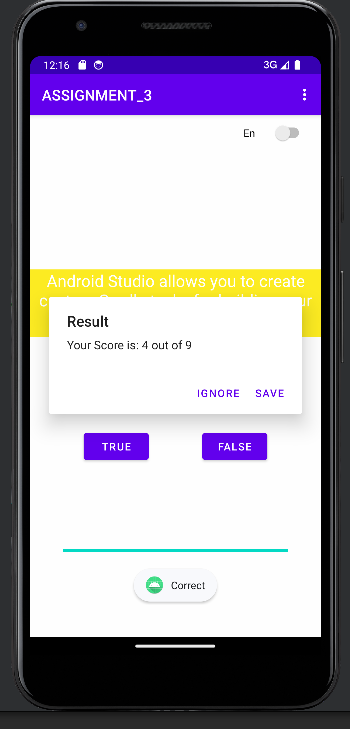 12:16
3G
ASSIGNMENT_3
En
Android Studio allows you to create
Result
Your Score is: 4 out of 9
IGNORE SAVE
TRUE FALSE
Correct